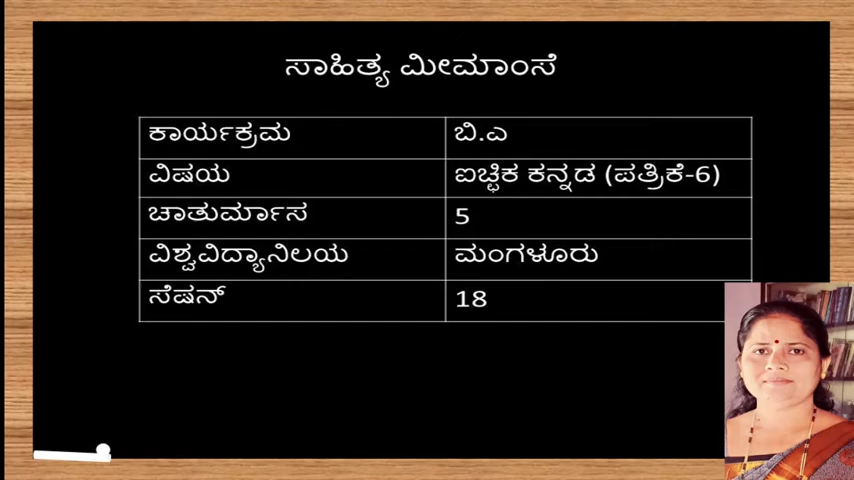 ಸಾಹಿತ್ಯ ಮೀಮಾಂಸೆ
ಕಾರ್ಯಕ್ರಮ ಬಿ.ಎ
ವಿಷಯ ಐಚ್ಛಿಕ ಕನ್ನಡ (ಪತ್ರಿಕೆ-6)
ಚಾತುರ್ಮಾಸ 5
ವಿಶ್ವವಿದ್ಯಾನಿಲಯ ಮಂಗಳೂರು
ಸೆಷನ್ 18